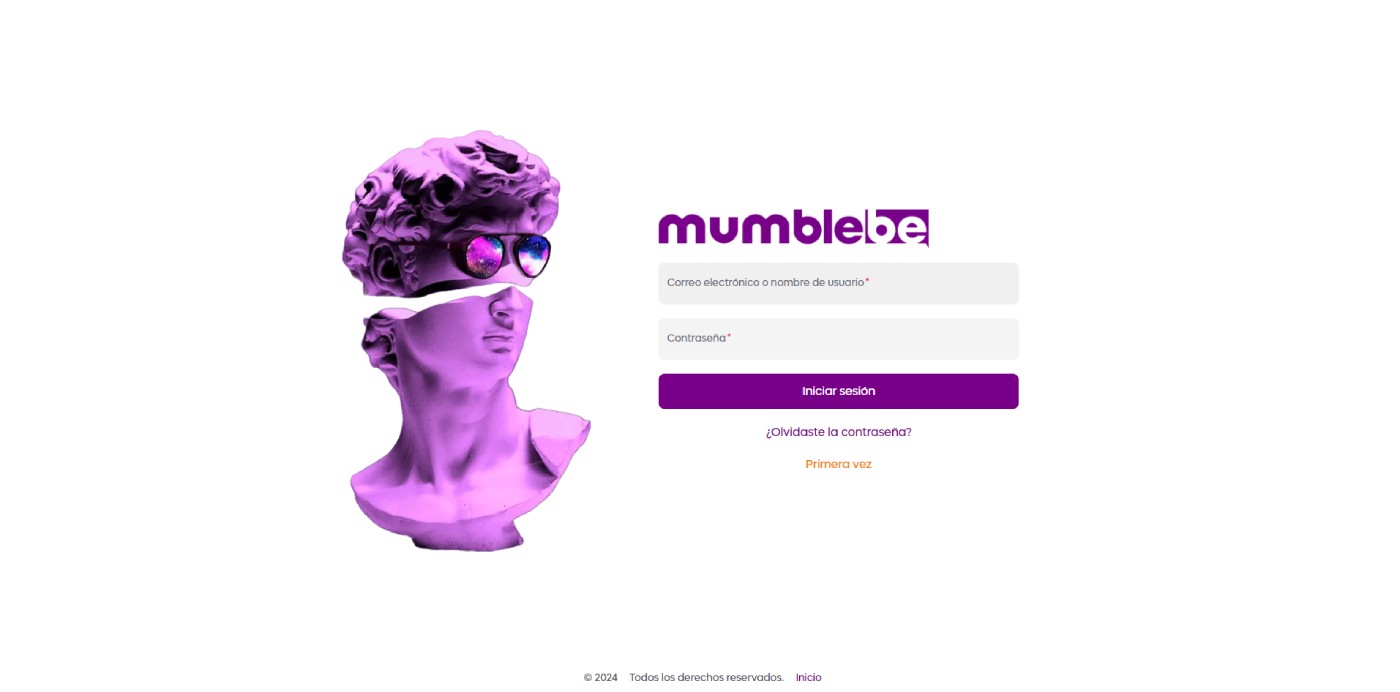 mumblebe
Correo electrónico o nombre de usuario*
Contraseña*
Iniciar sesión
¿Olvidaste la contraseña?
Primera vez
© 2024 Todos los derechos reservados. Inicio